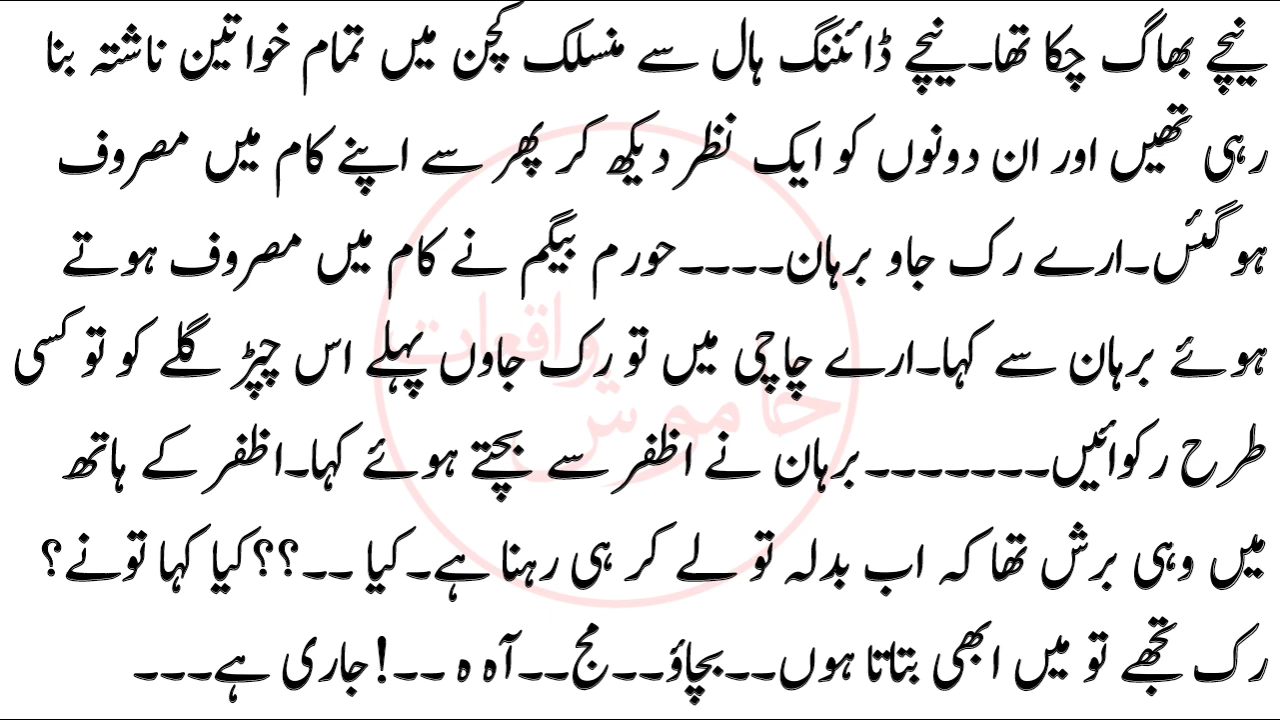 نیچے بھاگ چکا تھا۔نیچے ڈائننگ ہال سے منسلک کچن میں تمام خواتین ناشتہ بنا
رہی تھیں اور ان دونوں کو ایک نظر دیکھ کر پھر سے اپنے کام میں مصروف
ہو گئں۔ارے رک جاو برہان۔۔۔۔حورم بیگم نے کام میں مصروف ہوتے
ہوئے برہان سے کہا۔ارے چاچی میں تو رک جاوں پہلے اس چپڑ گلے کو تو کسی
طرح رکوائیں۔۔۔۔۔۔۔برہان نے اظفر سے بچتے ہوئے کہا۔اظفر کے ہاتھ
میں وہی برش تھا کہ اب بدلہ تو لے کر ہی رہنا ہے۔کیا ۔۔؟؟کیا کہا تونے؟
رک تجھے تو میں ابھی بتاتا ہوں۔۔بچاؤ۔۔مج۔۔آہ ہ ۔۔!جاری ہے۔۔۔
خاموش واقعات